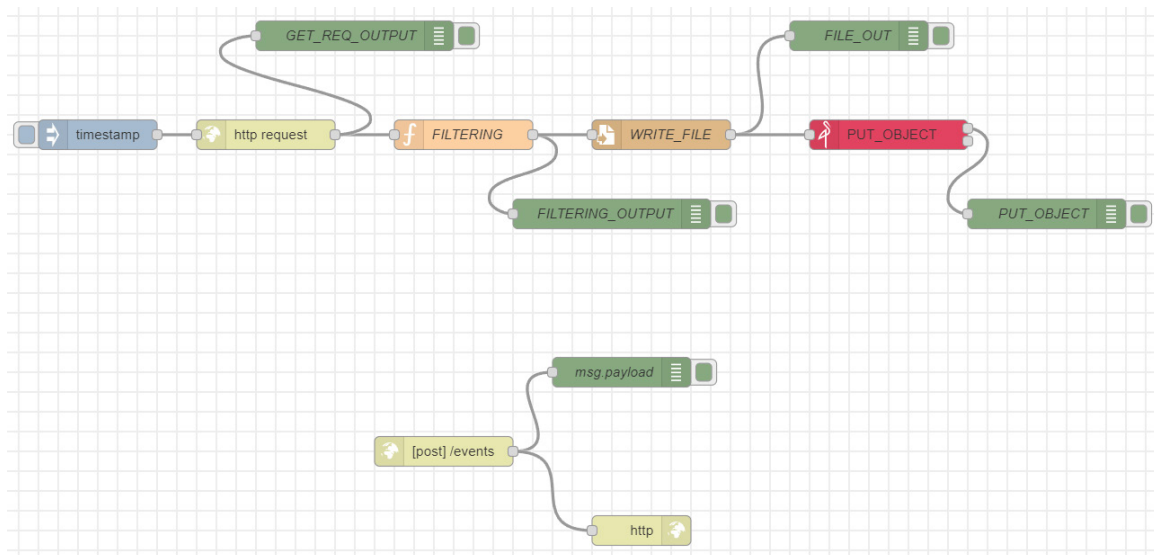 GET_REQ_OUTPUT
FILE_OUT
timestamp
http request
FILTERING
WRITE_FILE
PUT_OBJECT
FILTERING_OUTPUT
PUT_OBJECT
msg.payload
[post] /events
http